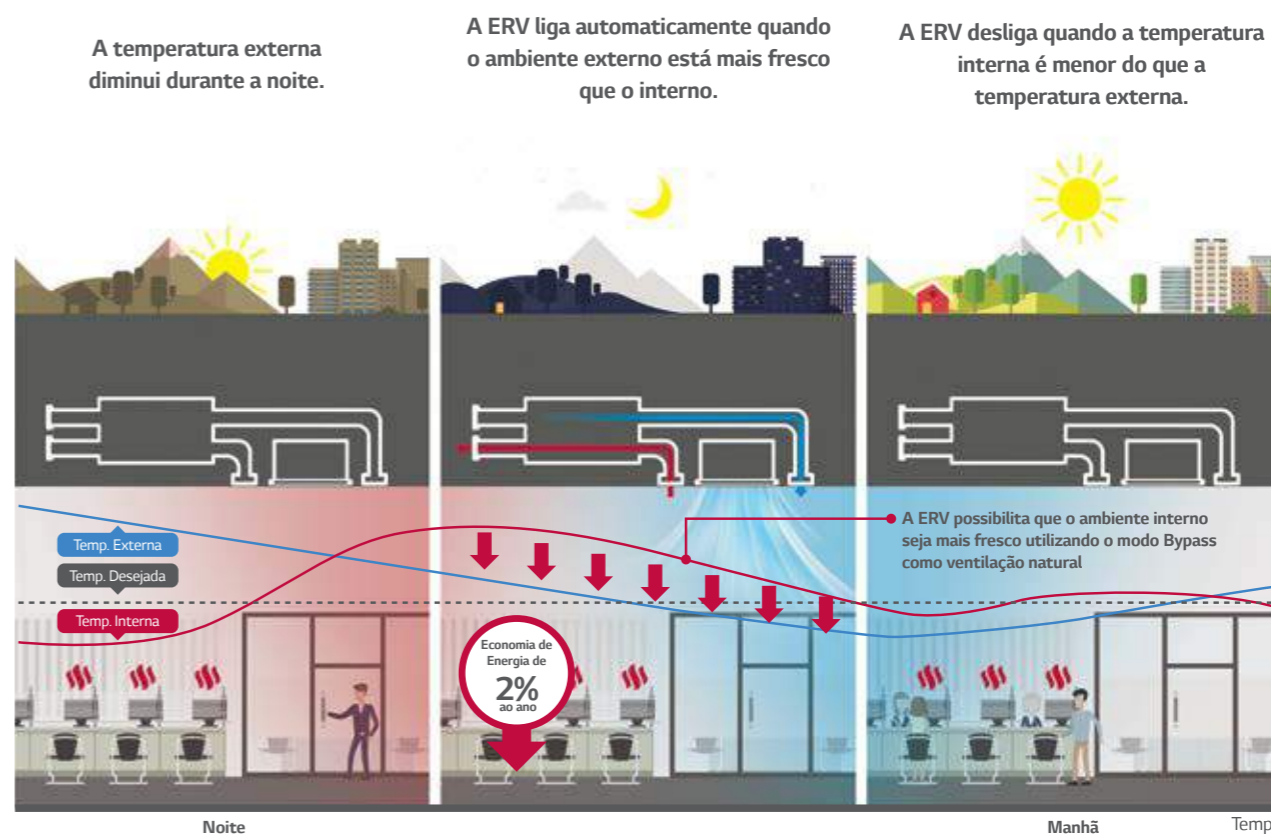 A temperatura externa
diminui durante a noite.
A ERV liga automaticamente quando
o ambiente externo está mais fresco
que o interno.
A ERV desliga quando a temperatura
interna é menor do que a
temperatura externa.
Temp. Externa
Temp. Desejada
Temp. Interna
A ERV possibilita que o ambiente interno
seja mais fresco utilizando o modo Bypass
como ventilação natural
Economia de
Energia de
2%
ao ano
Noite
Manhã
Temp